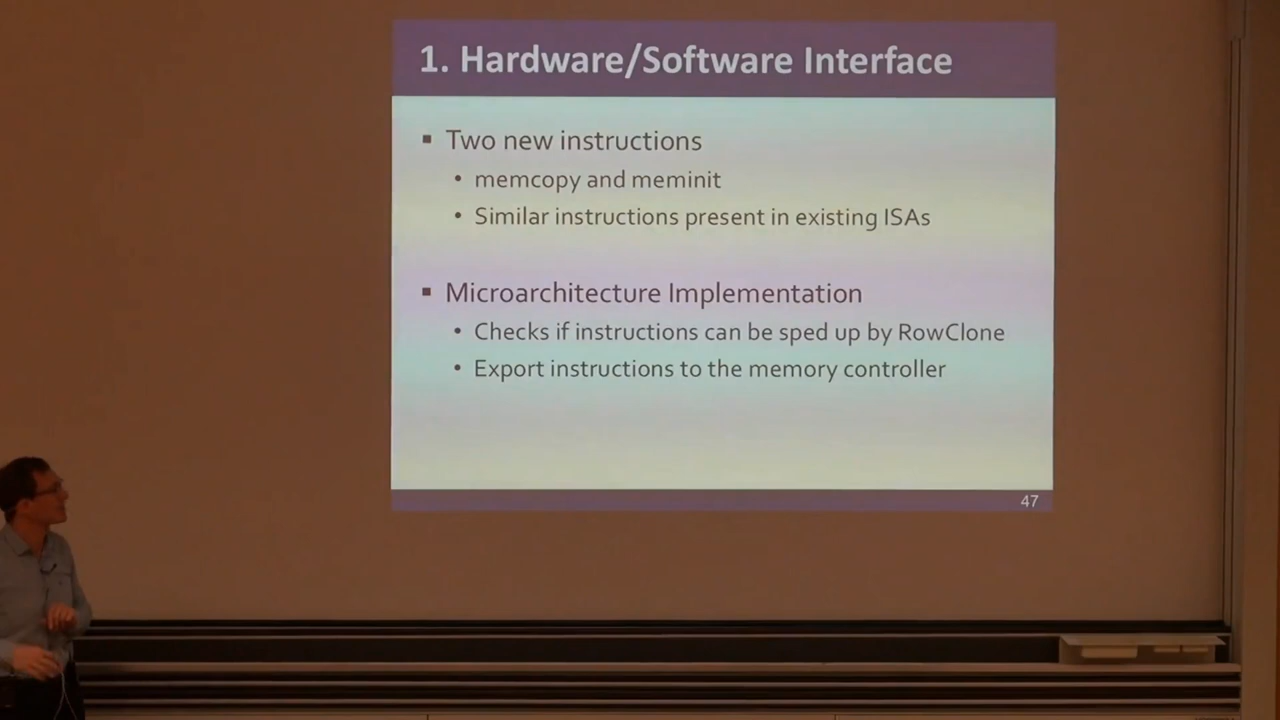 1. Hardware/Software Interface
▪ Two new instructions
• memcopy and meminit
• Similar instructions present in existing ISAs
▪ Microarchitecture Implementation
• Checks if instructions can be sped up by RowClone
• Export instructions to the memory controller
47